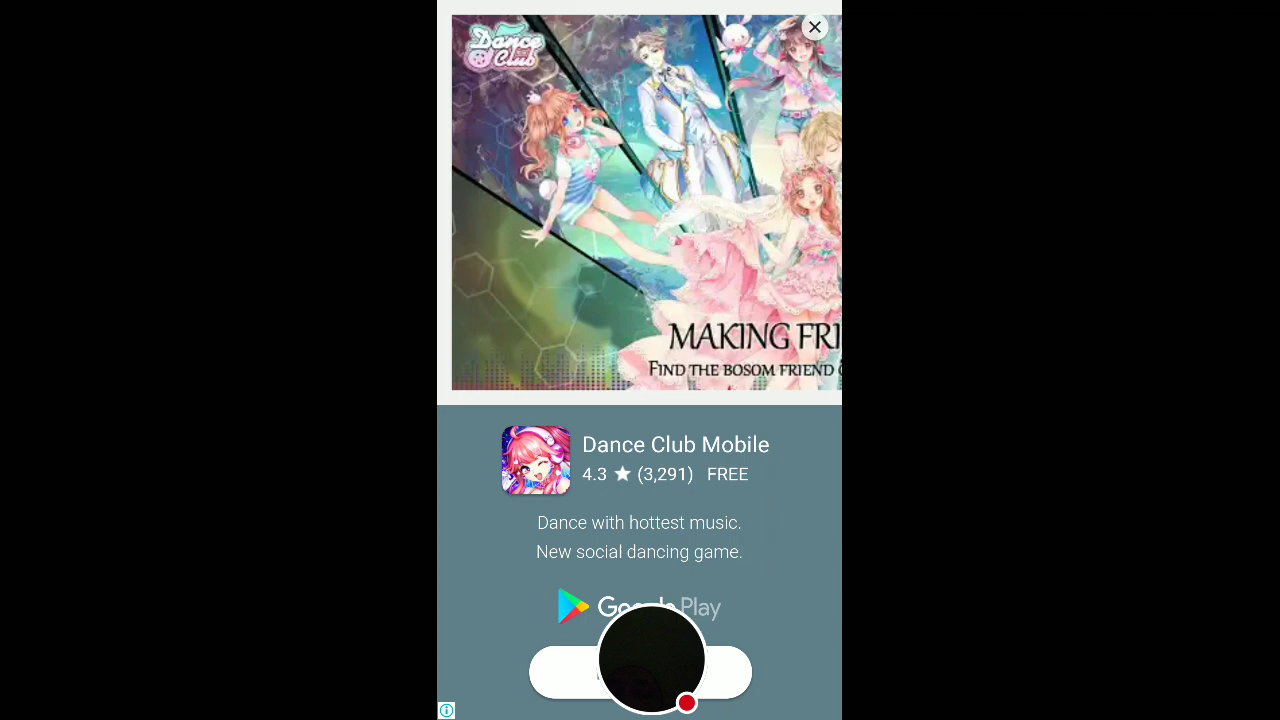 Dance
Club
MAKING FRI
FIND THE BOSOM FRIEND
Dance Club Mobile
4.3 ★ (3,291) FREE
Dance with hottest music.
New social dancing game.
Play